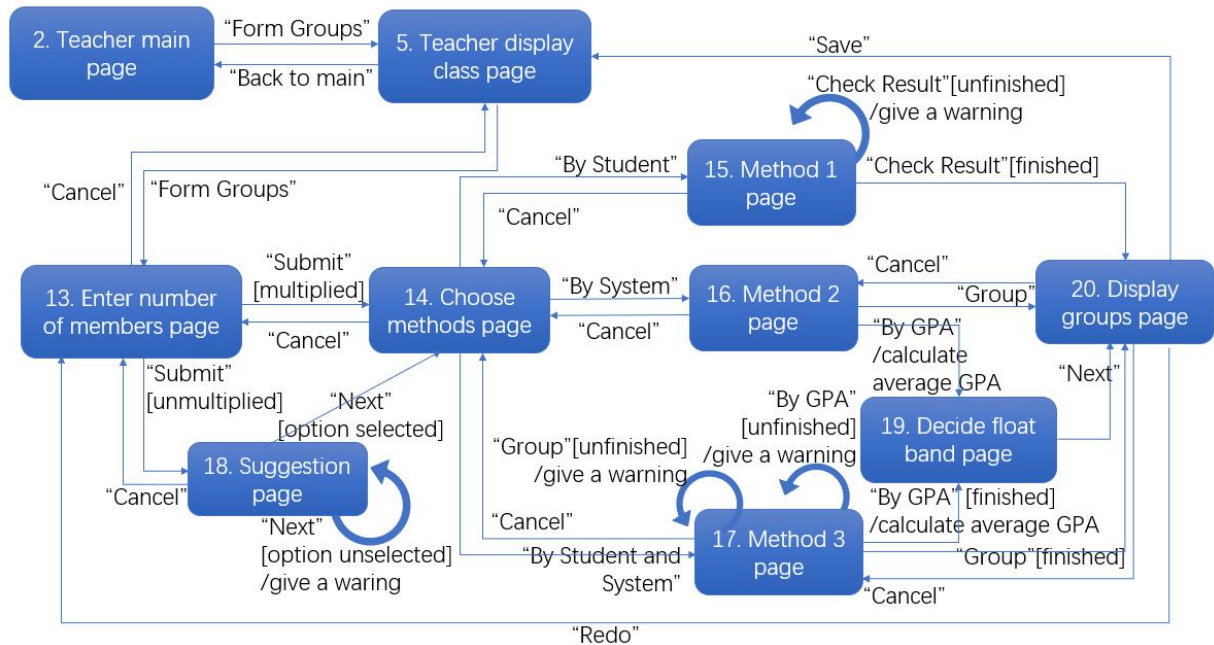 2. Teacher main
page
“Form Groups”
“Back to main”
5. Teacher display
class page
“Save”
“Check Result”[unfinished]
/give a warning
“By Student”
15. Method 1
page
“Check Result”[finished]
“Cancel”
“Form Groups”
“Cancel”
13. Enter number
of members page
“Submit”
[multiplied]
“Cancel”
14. Choose
methods page
“By System”
“Cancel”
16. Method 2
page
“Cancel”
“Group”
20. Display
groups page
“By GPA”
/calculate
average GPA
“Next”
“Submit”
[unmultiplied]
“Next”
[option selected]
18. Suggestion
page
“Cancel”
“Next”
[option unselected]
/give a waring
“Group”[unfinished]
/give a warning
“By GPA”
[unfinished]
/give a warning
19. Decide float
band page
“By GPA” [finished]
/calculate average GPA
“Cancel”
17. Method 3
page
“By Student and
System”
“Group”[finished]
“Cancel”
“Redo”